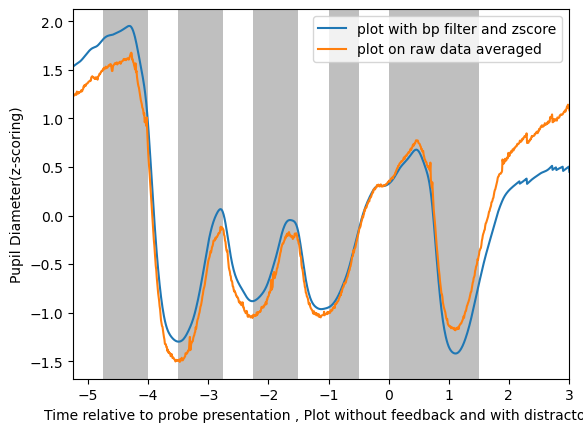 plot with bp filter and zscore
plot on raw data averaged
2.0
1.5
1.0
0.5
0.0
−0.5
−1.0
−1.5
Pupil Diameter(z-scoring)
−5 −4 −3 −2 −1 0 1 2 3
Time relative to probe presentation , Plot without feedback and with distracto